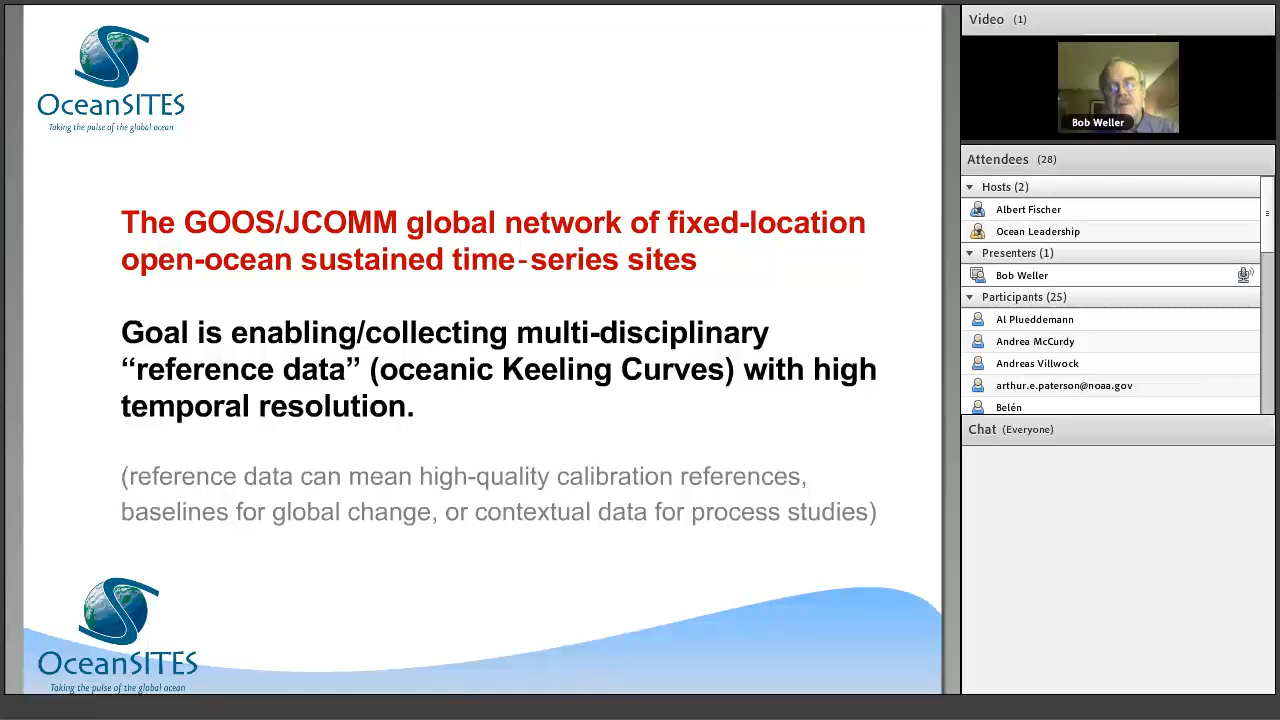 OceanSITES
Taking the pulse of the global ocean
The GOOS/JCOMM global network of fixed-location
open-ocean sustained time-series sites
Goal is enabling/collecting multi-disciplinary
“reference data” (oceanic Keeling Curves) with high
temporal resolution.
(reference data can mean high-quality calibration references,
baselines for global change, or contextual data for process studies)
OceanSITES
Taking the pulse of the global ocean
Video (1)
Bob Weller
Attendees (28)
Hosts (2)
Albert Fischer
Ocean Leadership
Presenters (1)
Bob Weller
Participants (25)
Al Plueddemann
Andrea McCurdy
Andreas Villwock
arthur.e.paterson@noaa.gov
Belén
Chat (Everyone)